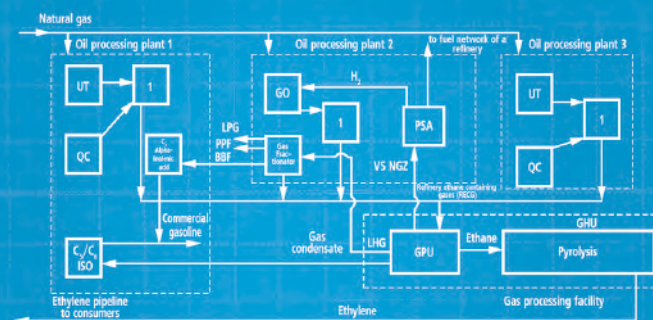 Natural gas
Oil processing plant 1
Oil processing plant 2
to fuel network of a
refinery
Oil processing plant 3
UT
1
QC
GO
H2
1
PSA
UT
1
QC
LPG
PPF
BBF
Gas
Frac-
tionator
acid
VS NGZ
Refinery ethane containing
gases (RECG)
Commercial
gasoline
Gas
condensate
LHG
GPU
Ethane
GHU
Pyrolysis
C5/C6
ISO
Ethylene pipeline
to consumers
Ethylene
Gas processing facility